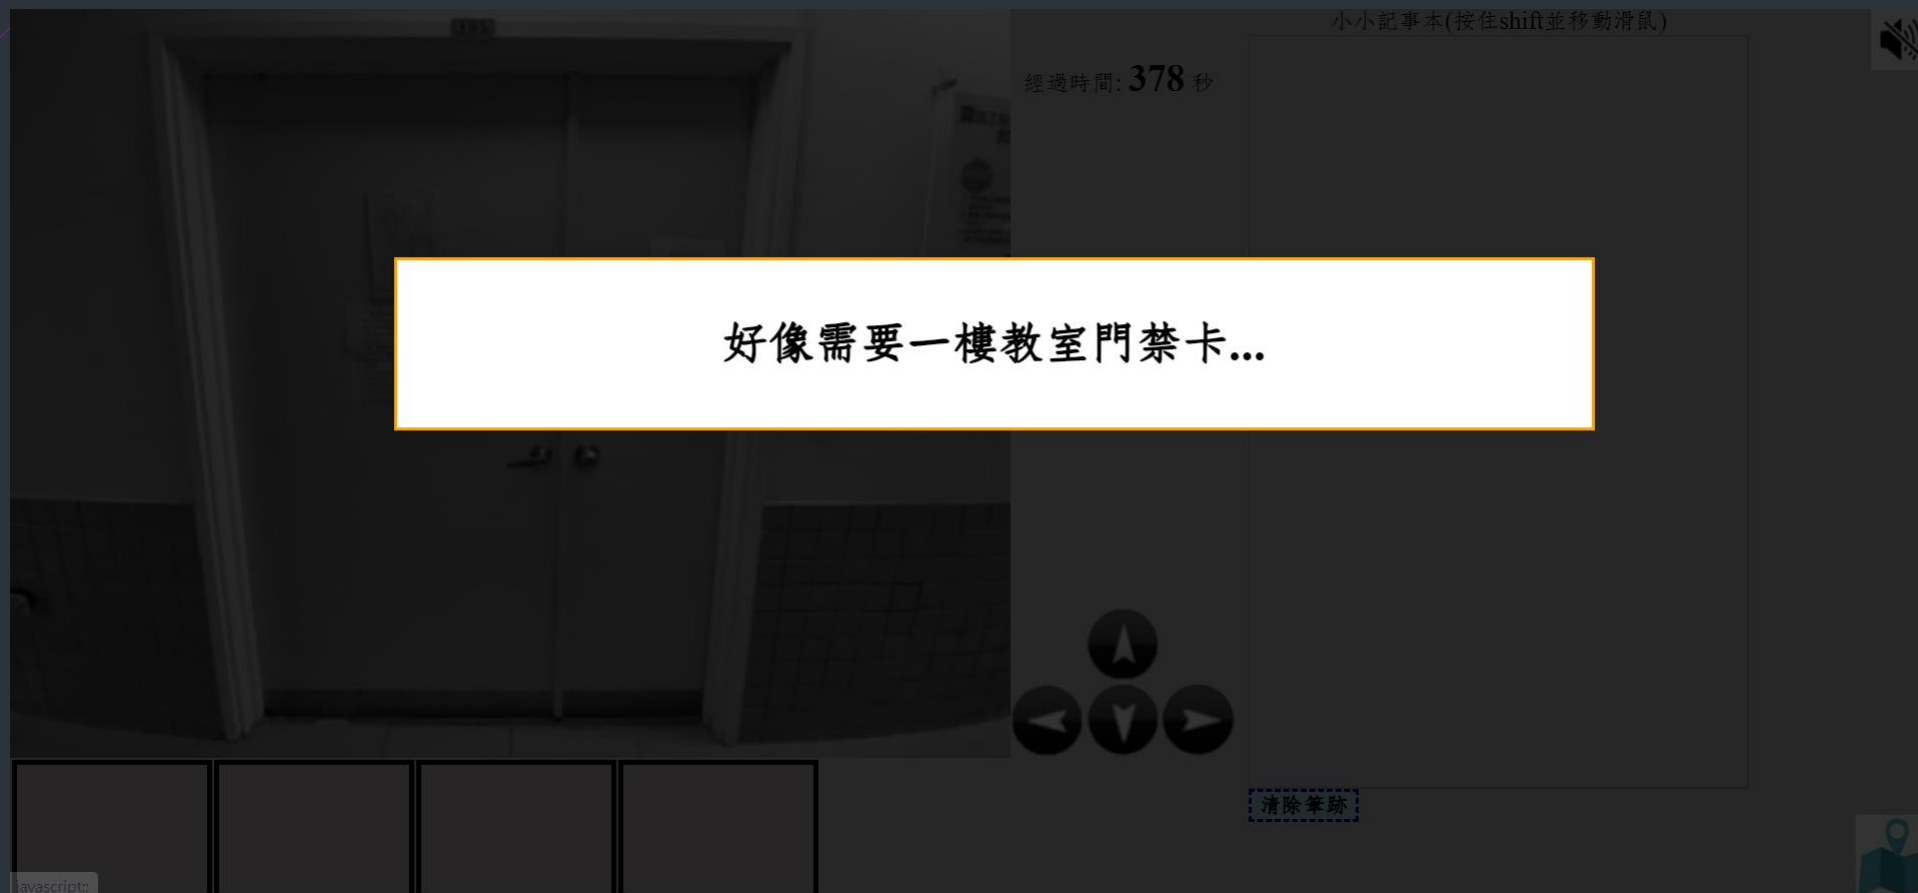 小小記事本(按住shift並移動滑鼠)
經過時間: 378 秒
好像需要一樓教室門禁卡...
清除筆跡
javascript:;